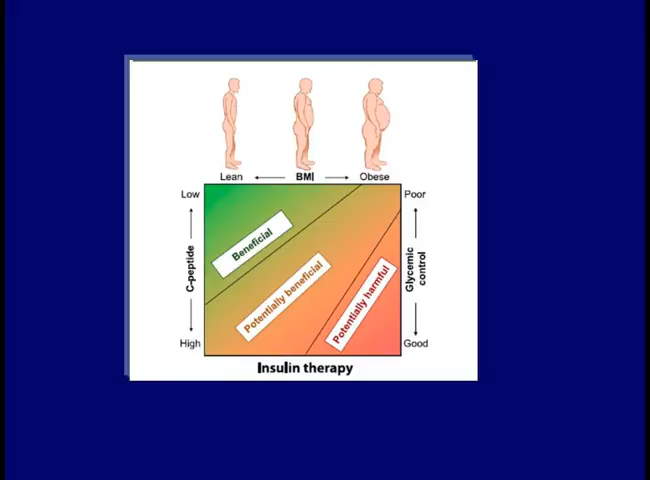 Lean BMI Obese
Low
Poor
Beneficial
C-peptide
Glycemic
control
Potentially beneficial
Potentially harmful
High
Good
Insulin therapy